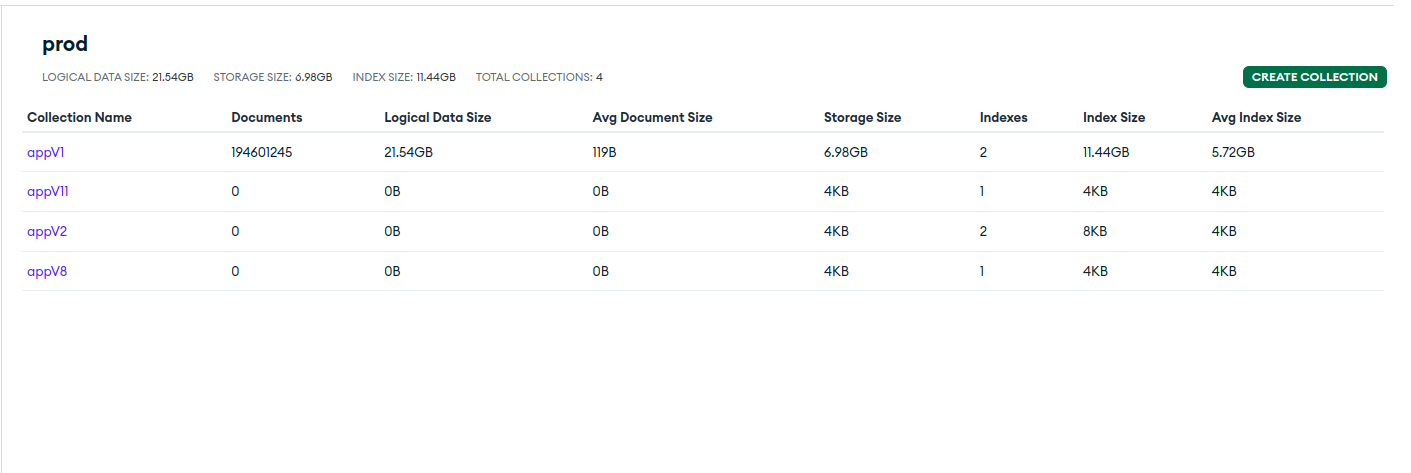 prod
LOGICAL DATA SIZE: 21.54GB STORAGE SIZE: 6.98GB INDEX SIZE: 11.44GB TOTAL COLLECTIONS: 4 CREATE COLLECTION
Collection Name Documents Logical Data Size Avg Document Size Storage Size Indexes Index Size Avg Index Size
appV1 194601245 21.54GB 119B 6.98GB 2 11.44GB 5.72GB
appV11 0 0B 0B 4KB 1 4KB 4KB
appV2 0 0B 0B 4KB 2 8KB 4KB
appV8 0 0B 0B 4KB 1 4KB 4KB